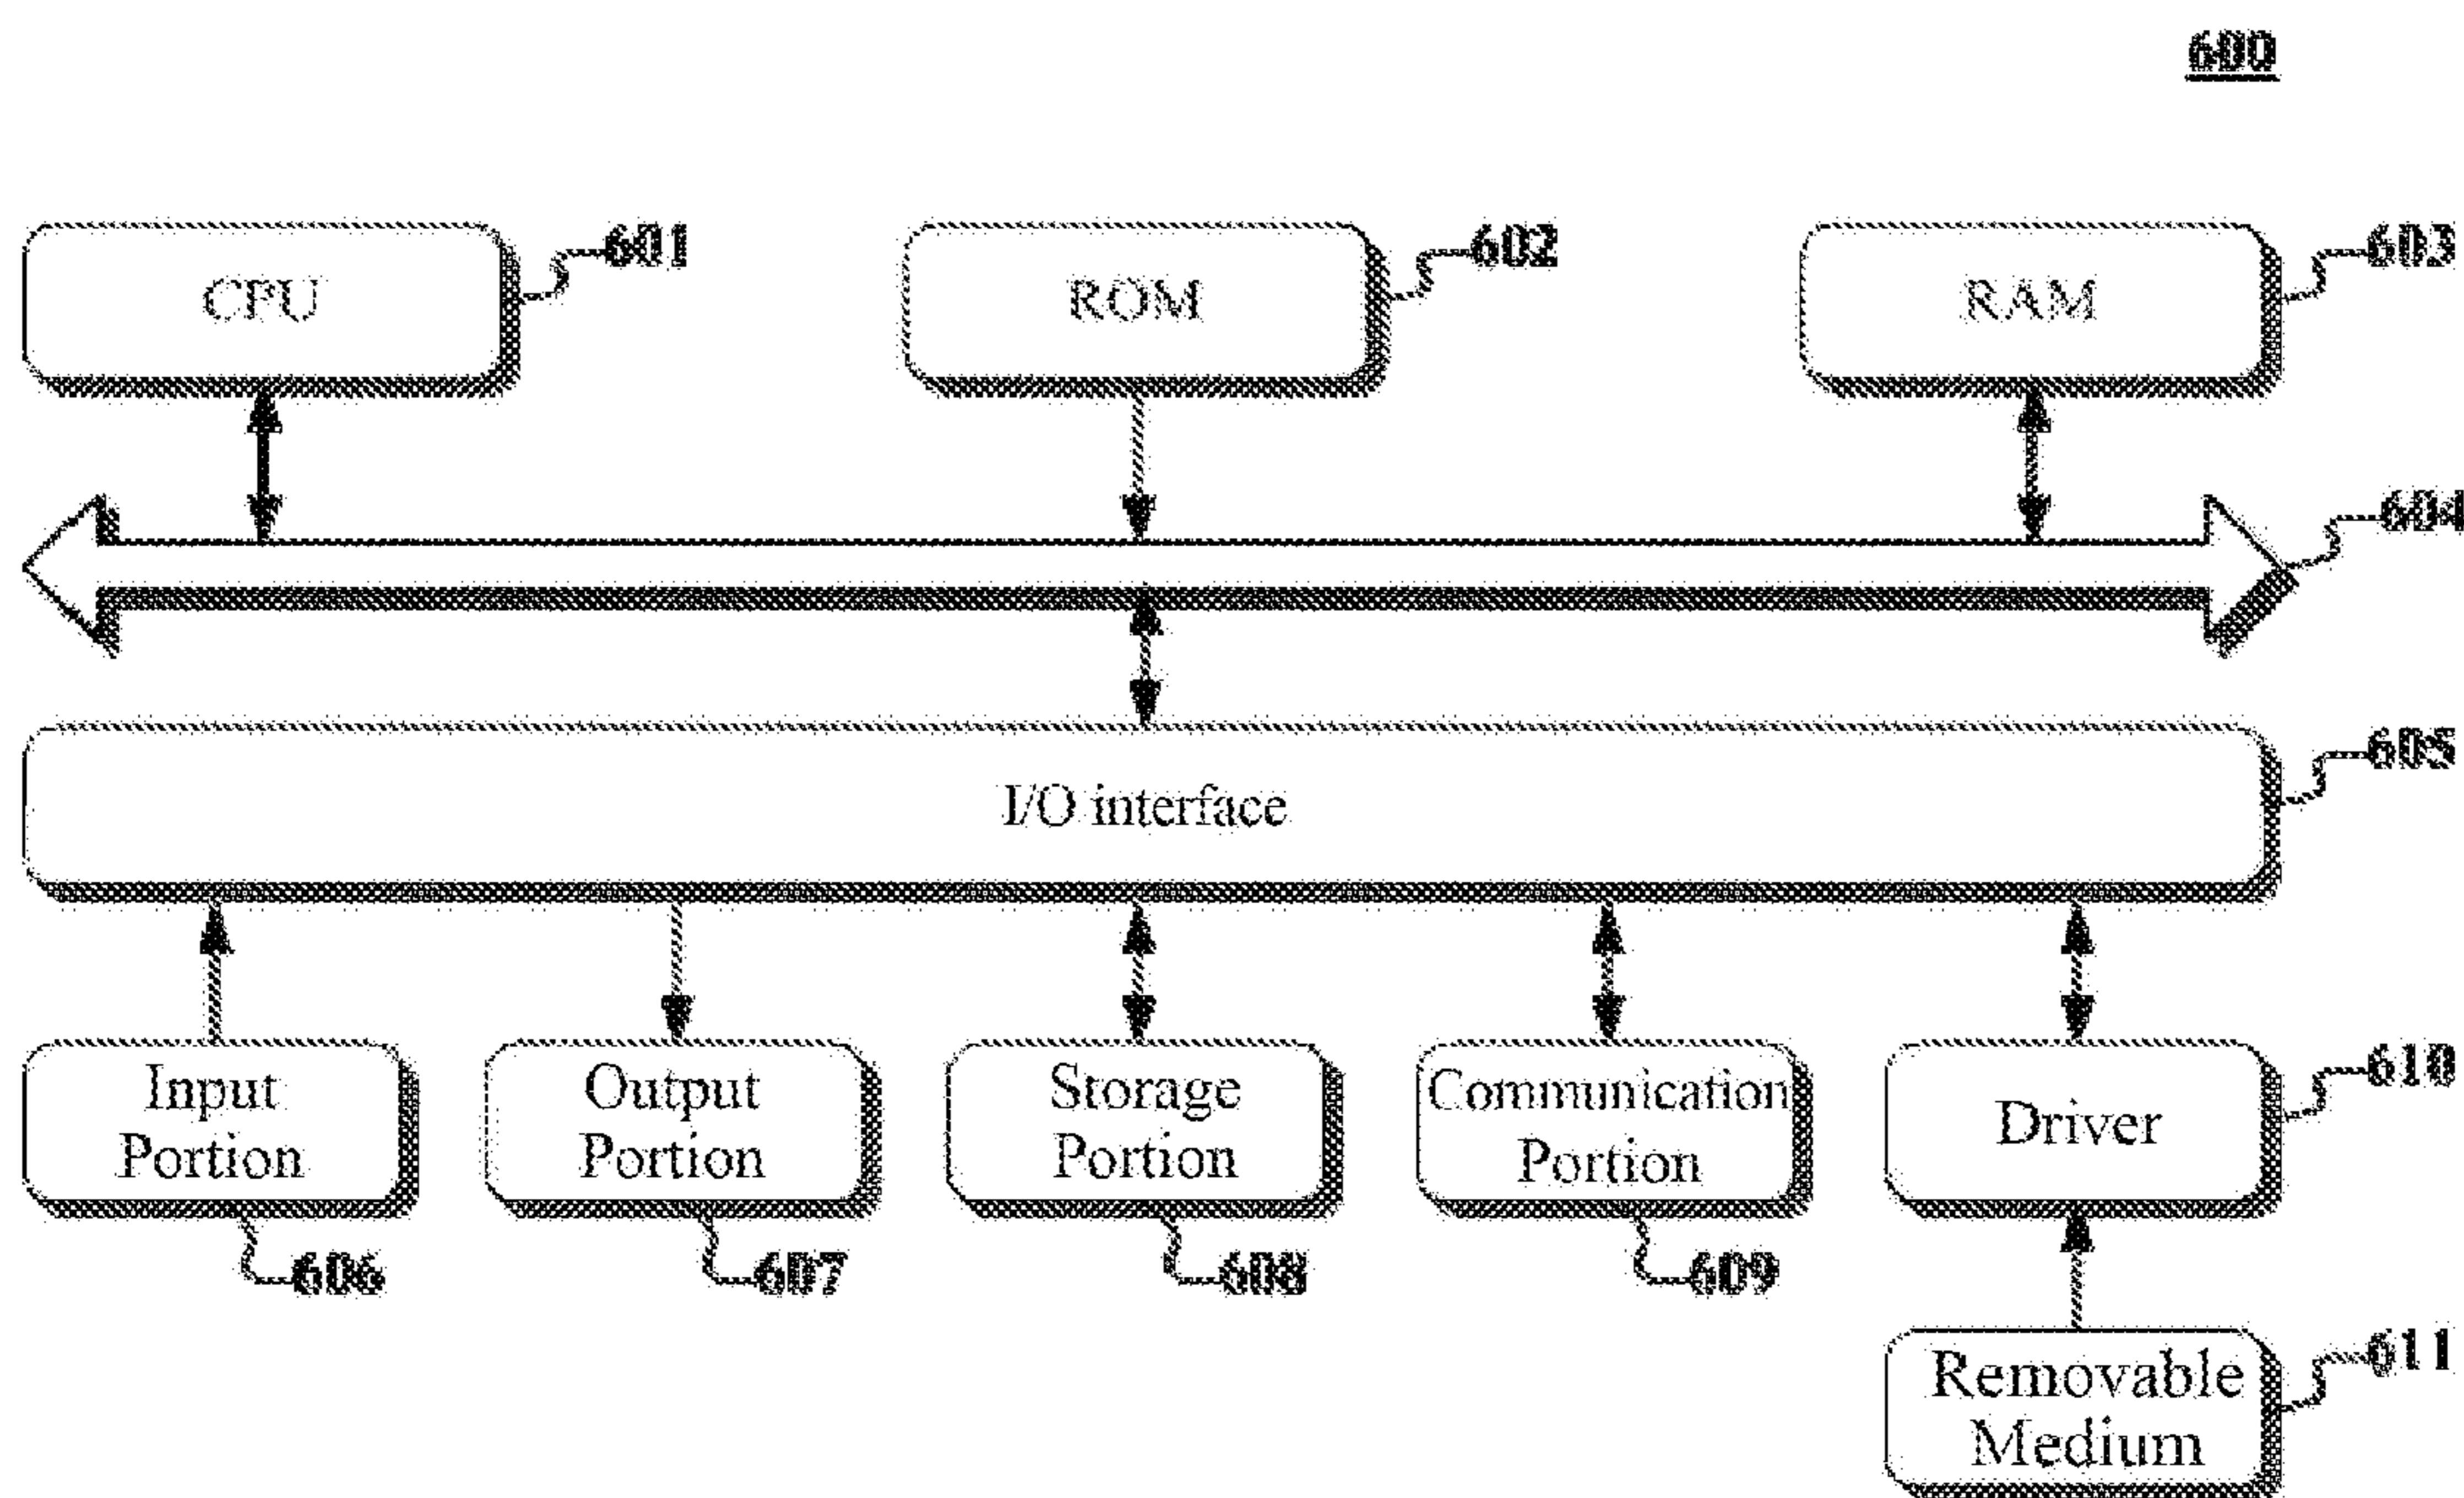 600
CPU
601
ROM
602
RAM
603
604
I/O interface
605
Input
Portion
Output
Portion
Storage
Portion
Communication
Portion
Driver
610
606
607
608
609
Removable
Medium
611